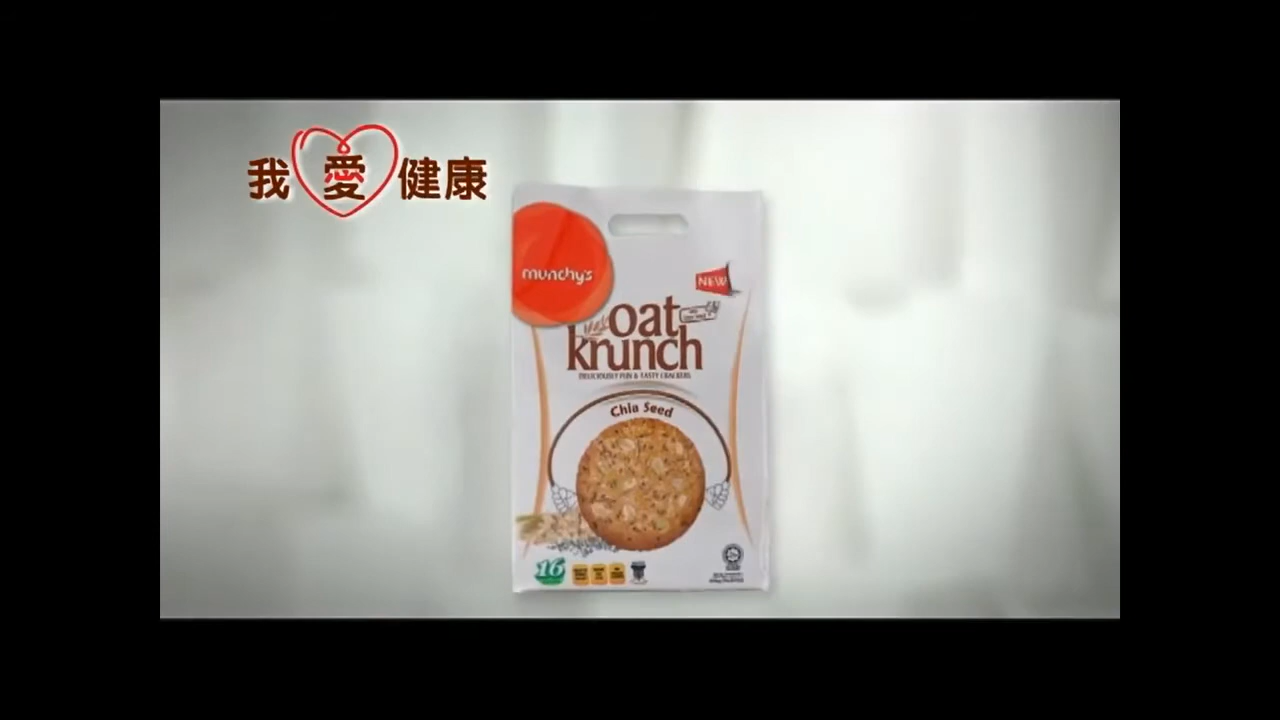 我愛健康
munchy's
NEW
oat
krunch
DELICIOUSLY FUN & TASTY CRACKERS
Chia Seed
16